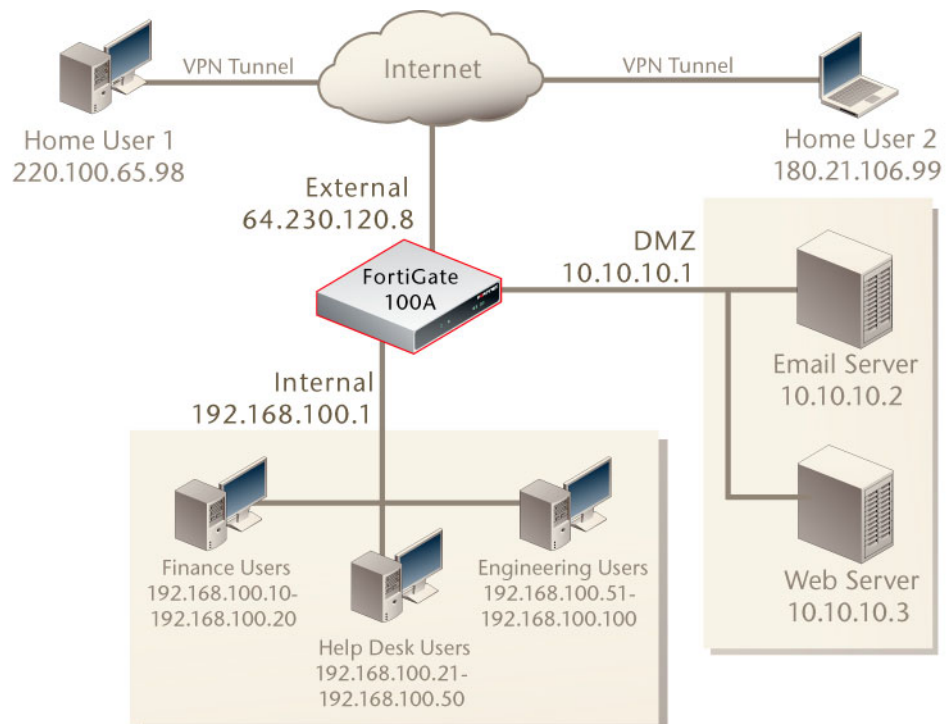 VPN Tunnel
Internet
VPN Tunnel
Home User 1
220.100.65.98
Home User 2
180.21.106.99
External
64.230.120.8
DMZ
10.10.10.1
FortiGate
100A
Email Server
10.10.10.2
Internal
192.168.100.1
Web Server
10.10.10.3
Finance Users
192.168.100.10-
192.168.100.20
Help Desk Users
192.168.100.21-
192.168.100.50
Engineering Users
192.168.100.51-
192.168.100.100